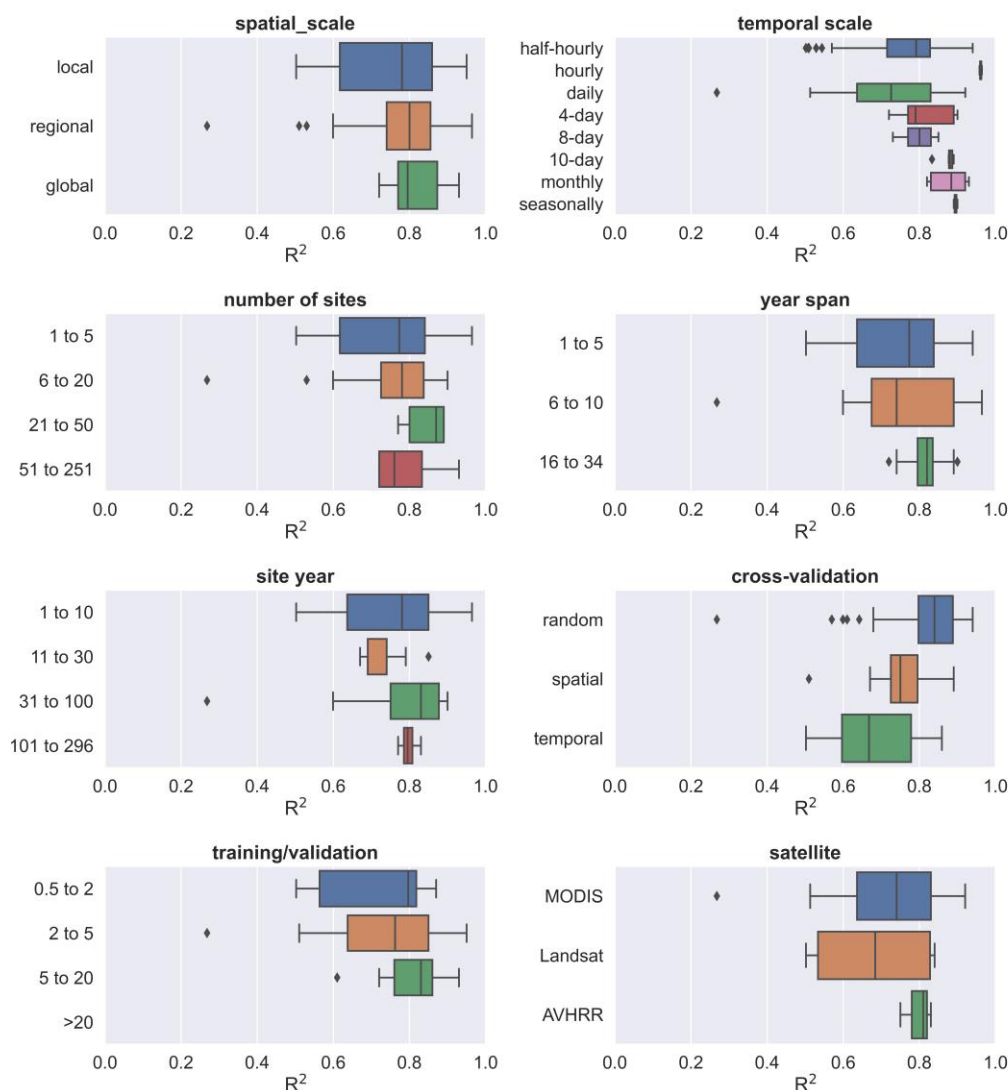 spatial_scale
local
regional
global
0.0 0.2 0.4 0.6 0.8 1.0
R²
temporal scale
half-hourly
hourly
daily
4-day
8-day
10-day
monthly
seasonally
0.0 0.2 0.4 0.6 0.8 1.0
R²
number of sites
1 to 5
6 to 20
21 to 50
51 to 251
0.0 0.2 0.4 0.6 0.8 1.0
R²
year span
1 to 5
6 to 10
16 to 34
0.0 0.2 0.4 0.6 0.8 1.0
R²
site year
1 to 10
11 to 30
31 to 100
101 to 296
0.0 0.2 0.4 0.6 0.8 1.0
R²
cross-validation
random
spatial
temporal
0.0 0.2 0.4 0.6 0.8 1.0
R²
training/validation
0.5 to 2
2 to 5
5 to 20
>20
0.0 0.2 0.4 0.6 0.8 1.0
R²
satellite
MODIS
Landsat
AVHRR
0.0 0.2 0.4 0.6 0.8 1.0
R²